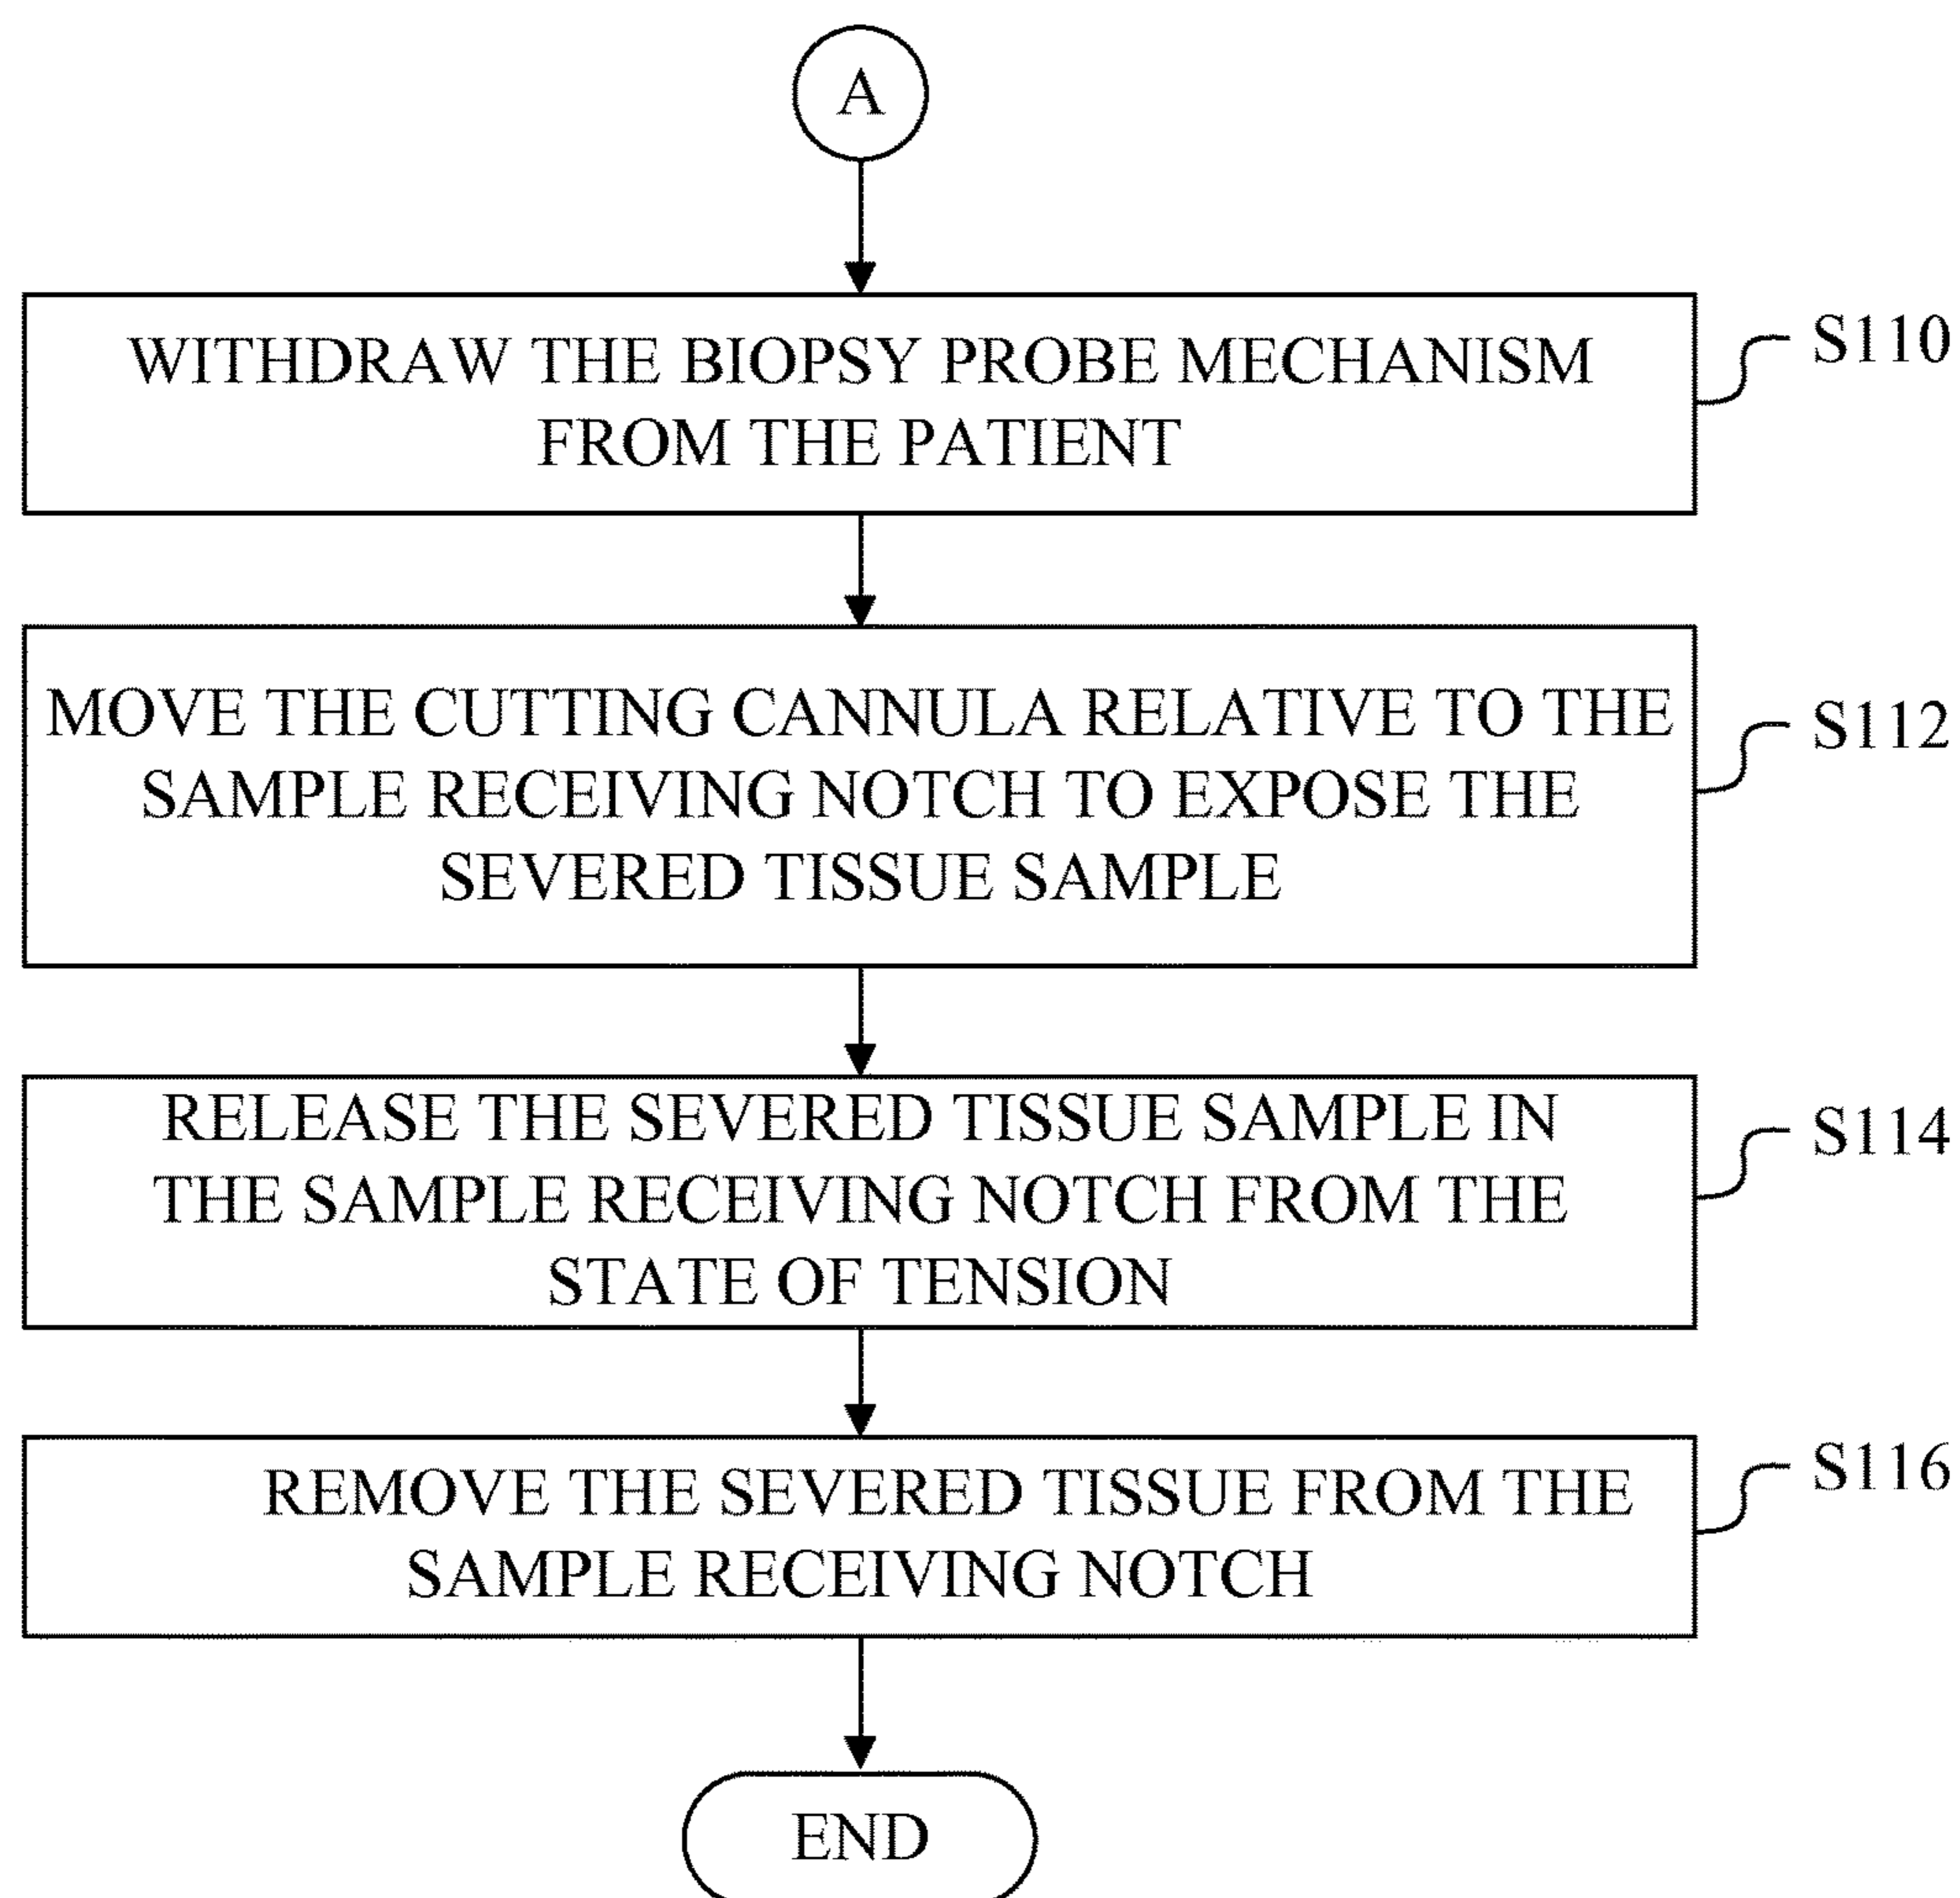 A
WITHDRAW THE BIOPSY PROBE MECHANISM
FROM THE PATIENT
S110
MOVE THE CUTTING CANNULA RELATIVE TO THE
SAMPLE RECEIVING NOTCH TO EXPOSE THE
SEVERED TISSUE SAMPLE
S112
RELEASE THE SEVERED TISSUE SAMPLE IN
THE SAMPLE RECEIVING NOTCH FROM THE
STATE OF TENSION
S114
REMOVE THE SEVERED TISSUE FROM THE
SAMPLE RECEIVING NOTCH
S116
END